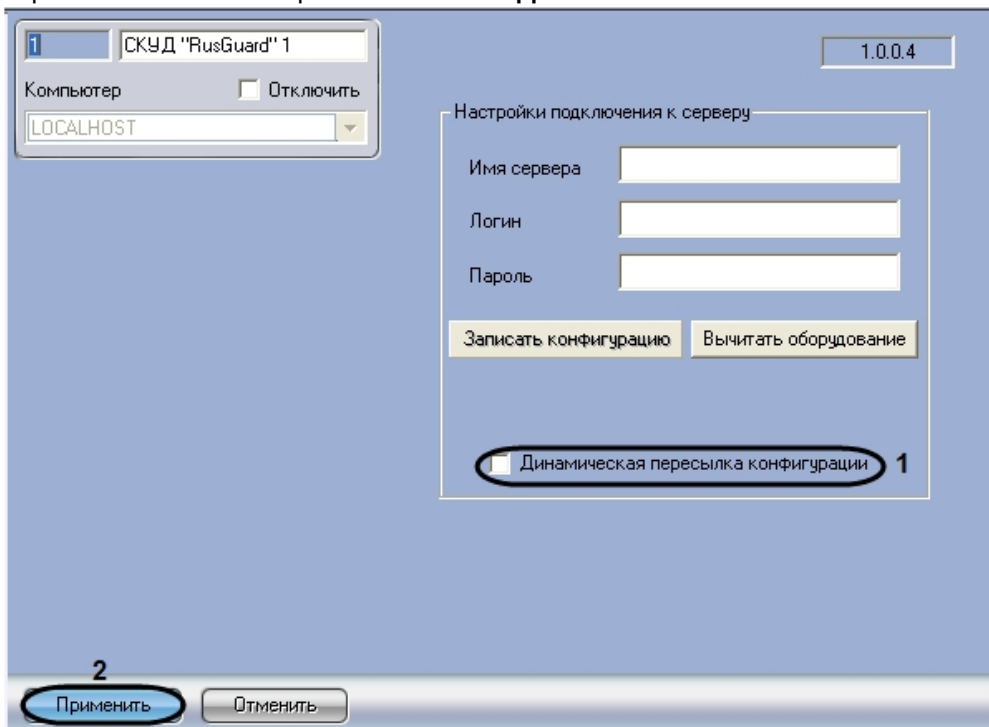 1 СКУД "RusGuard" 1
1.0.0.4
Компьютер Отключить
LOCALHOST
Настройки подключения к серверу
Имя сервера
Логин
Пароль
Записать конфигурацию Вычитать оборудование
Динамическая пересылка конфигурации 1
2
Применить Отменить